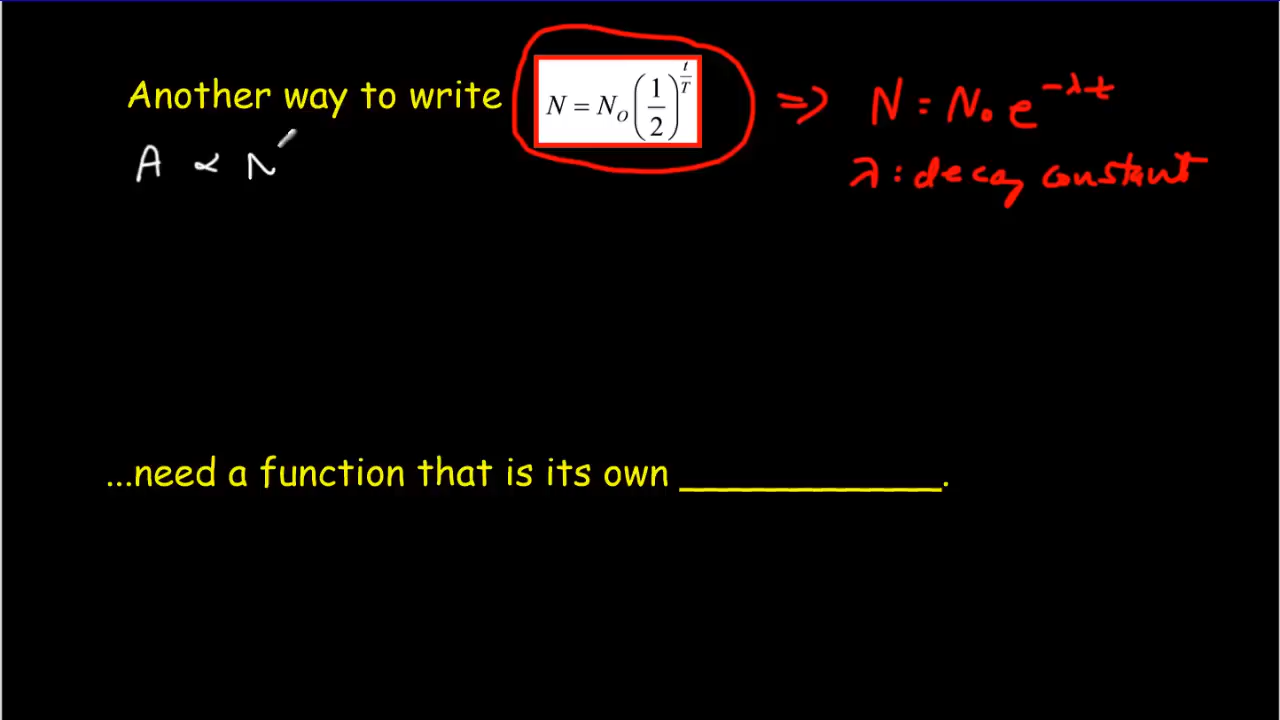 Another way to write N = N_O (1/2)^(t/T) ⇒ N = N₀ e^(-λt)
A ∝ N
λ : decay constant
...need a function that is its own ____________.